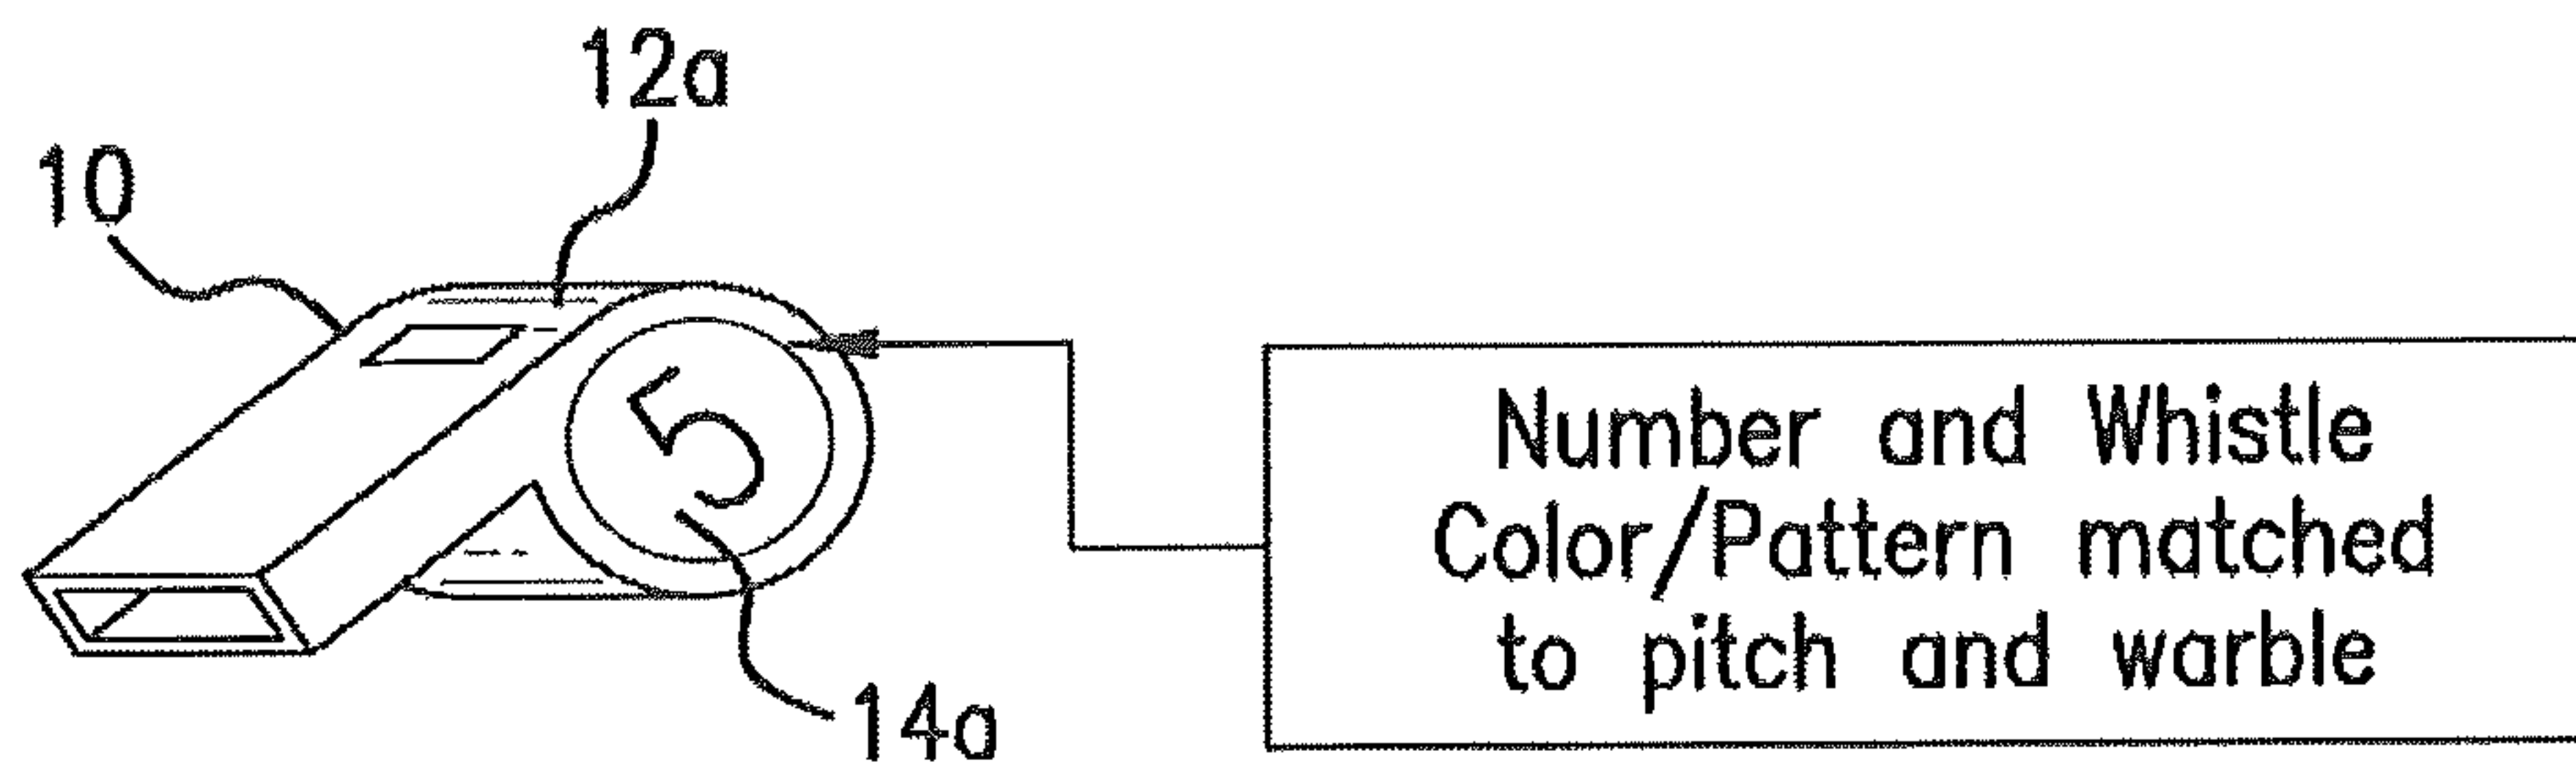 12a
10
5
14a
Number and Whistle
Color/Pattern matched
to pitch and warble